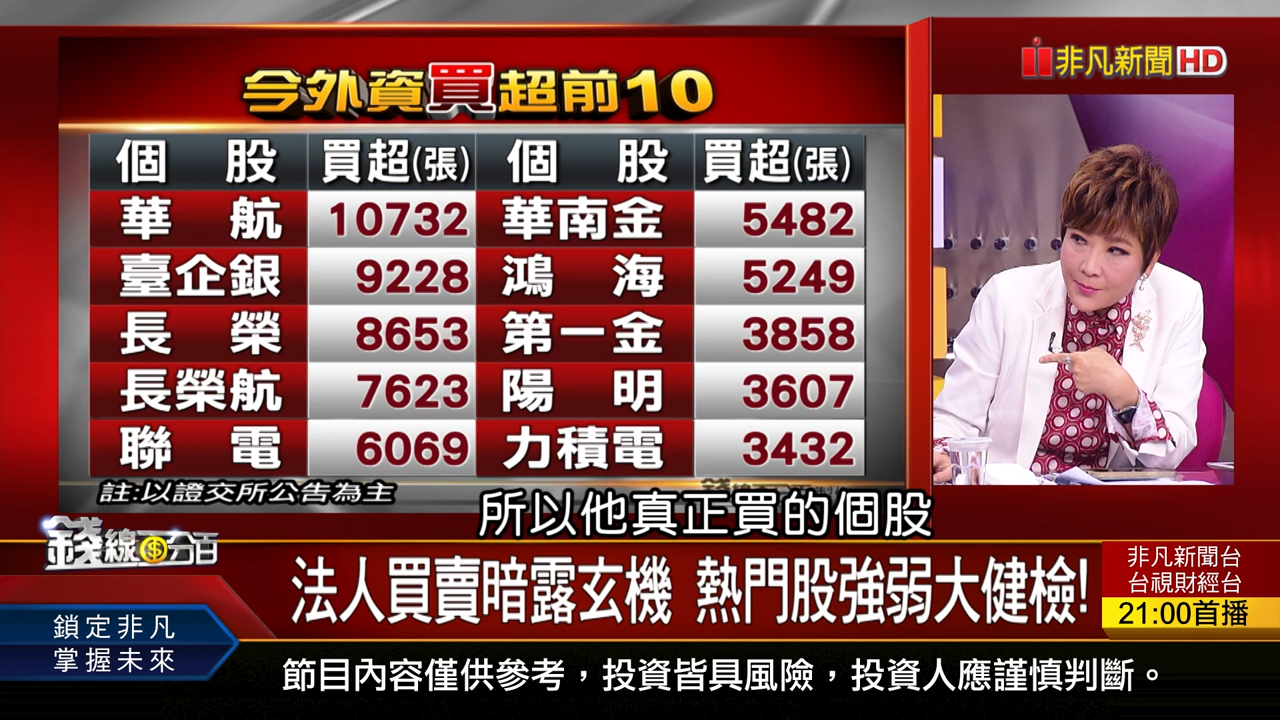 今外資買超前10
非凡新聞HD
個股 買超(張) 個股 買超(張)
華航 10732 華南金 5482
臺企銀 9228 鴻海 5249
長榮 8653 第一金 3858
長榮航 7623 陽明 3607
聯電 6069 力積電 3432
註:以證交所公告為主
所以他真正買的個股
錢線百分百
法人買賣暗露玄機 熱門股強弱大健檢!
非凡新聞台
台視財經台
21:00首播
鎖定非凡
掌握未來
節目內容僅供參考，投資皆具風險，投資人應謹慎判斷。